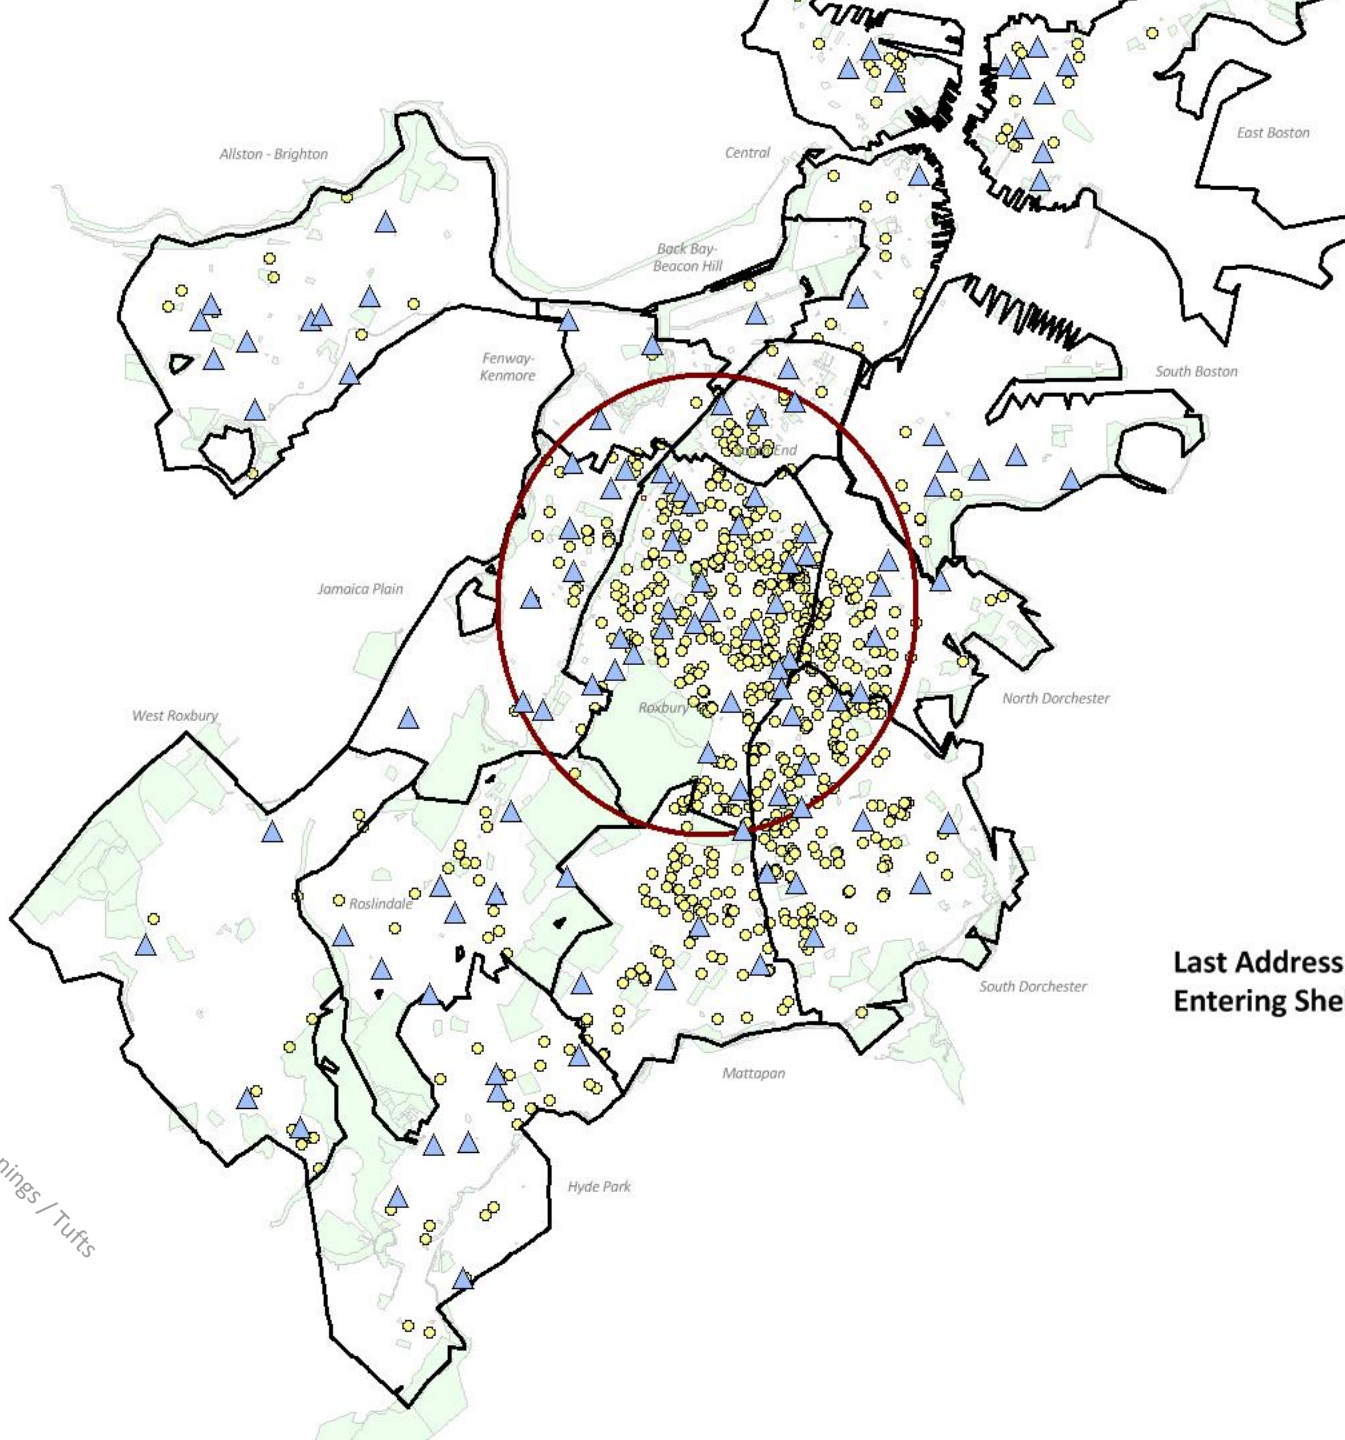 East Boston
Allston - Brighton
Central
Back Bay-
Beacon Hill
Fenway-
Kenmore
South Boston
South End
Jamaica Plain
North Dorchester
West Roxbury
Roxbury
Roslindale
Last Address
Entering She
South Dorchester
Mattapan
Hyde Park
nings / Tufts